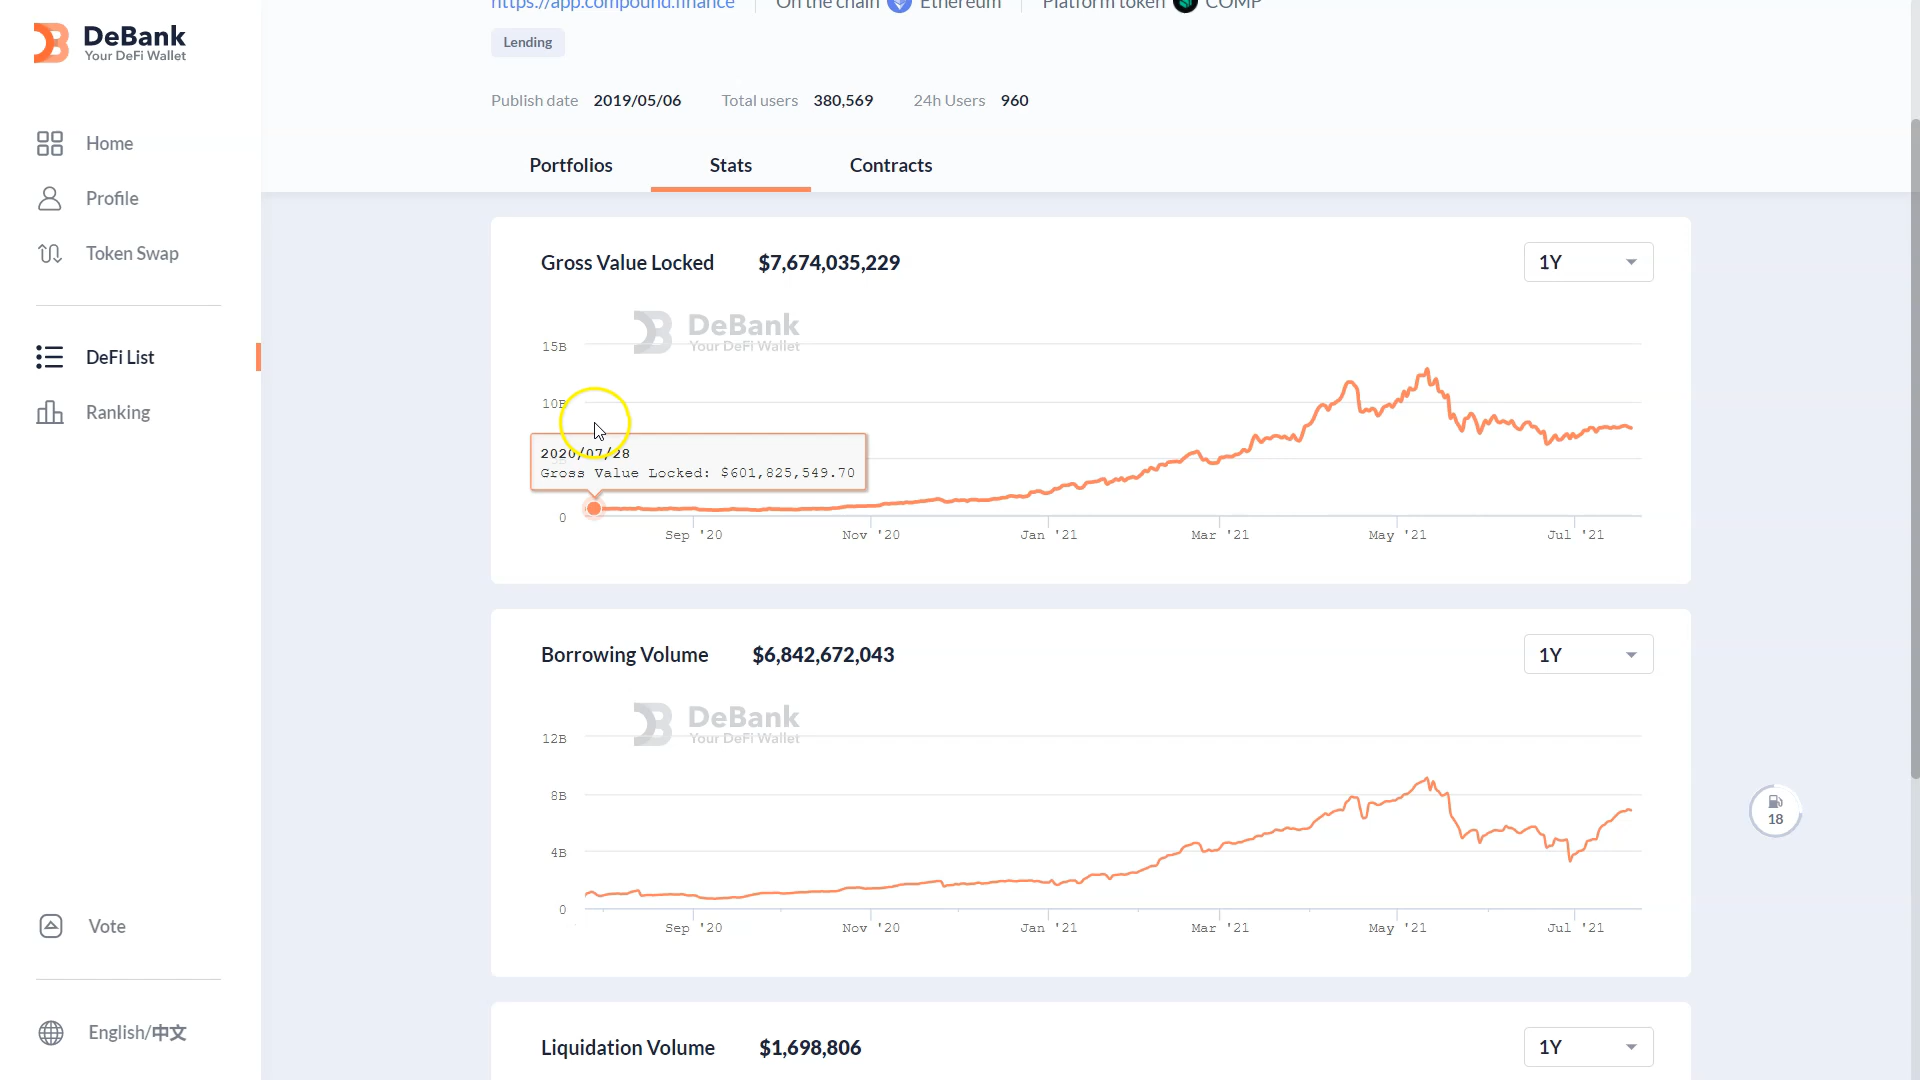 https://app.compound.finance On the chain Ethereum Platform token COMP
DeBank
Your DeFi Wallet
Lending
Publish date 2019/05/06 Total users 380,569 24h Users 960
Home
Profile
Token Swap
DeFi List
Ranking
Vote
English/中文
Portfolios Stats Contracts
Gross Value Locked $7,674,035,229 1Y
DeBank
Your DeFi Wallet
15B
10B
2020/07/28
Gross Value Locked: $601,825,549.70
0
Sep '20 Nov '20 Jan '21 Mar '21 May '21 Jul '21
Borrowing Volume $6,842,672,043 1Y
DeBank
Your DeFi Wallet
12B
8B
4B
0
Sep '20 Nov '20 Jan '21 Mar '21 May '21 Jul '21
18
Liquidation Volume $1,698,806 1Y